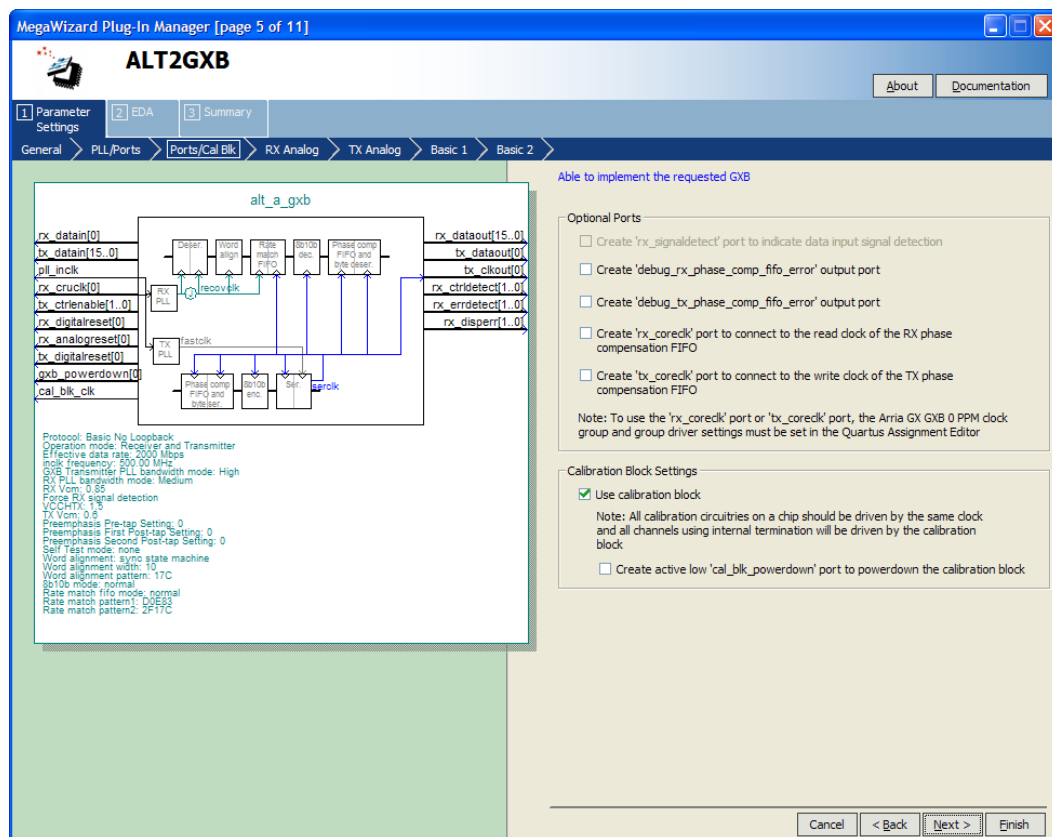 MegaWizard Plug-In Manager [page 5 of 11]
ALT2GXB
About
Documentation
1 Parameter Settings
2 EDA
3 Summary
General
PLL/Ports
Ports/Cal Blk
RX Analog
TX Analog
Basic 1
Basic 2
alt_a_gxb
rx_datain[0]
tx_datain[15..0]
pll_inclk
rx_cruclk[0]
tx_ctrlenable[1..0]
rx_digitalreset[0]
rx_analogreset[0]
tx_digitalreset[0]
gxb_powerdown[0]
cal_blk_clk
Deser.
Word align
Rate match FIFO
8b10b dec.
Phase comp FIFO and byte deser.
RX PLL
recovclk
TX PLL
fastclk
Phase comp FIFO and byte ser.
8b10b enc.
Ser.
serclk
rx_dataout[15..0]
tx_dataout[0]
tx_clkout[0]
rx_ctrldetect[1..0]
rx_errdetect[1..0]
rx_disperr[1..0]
Protocol: Basic No Loopback
Operation mode: Receiver and Transmitter
Effective data rate: 2000 Mbps
inclk frequency: 500.00 MHz
GXB Transmitter PLL bandwidth mode: High
RX PLL bandwidth mode: Medium
RX Vcm: 0.85
Force RX signal detection
VCCHTX: 1.5
TX Vcm: 0.6
Preemphasis Pre-tap Setting: 0
Preemphasis First Post-tap Setting: 0
Preemphasis Second Post-tap Setting: 0
Self Test mode: none
Word alignment: sync state machine
Word alignment width: 10
Word alignment pattern: 17C
8b10b mode: normal
Rate match fifo mode: normal
Rate match pattern1: D0E83
Rate match pattern2: 2F17C
Able to implement the requested GXB
Optional Ports
Create 'rx_signaldetect' port to indicate data input signal detection
Create 'debug_rx_phase_comp_fifo_error' output port
Create 'debug_tx_phase_comp_fifo_error' output port
Create 'rx_coreclk' port to connect to the read clock of the RX phase
compensation FIFO
Create 'tx_coreclk' port to connect to the write clock of the TX phase
compensation FIFO
Note: To use the 'rx_coreclk' port or 'tx_coreclk' port, the Arria GX GXB 0 PPM clock
group and group driver settings must be set in the Quartus Assignment Editor
Calibration Block Settings
Use calibration block
Note: All calibration circuitries on a chip should be driven by the same clock
and all channels using internal termination will be driven by the calibration
block
Create active low 'cal_blk_powerdown' port to powerdown the calibration block
Cancel
< Back
Next >
Finish